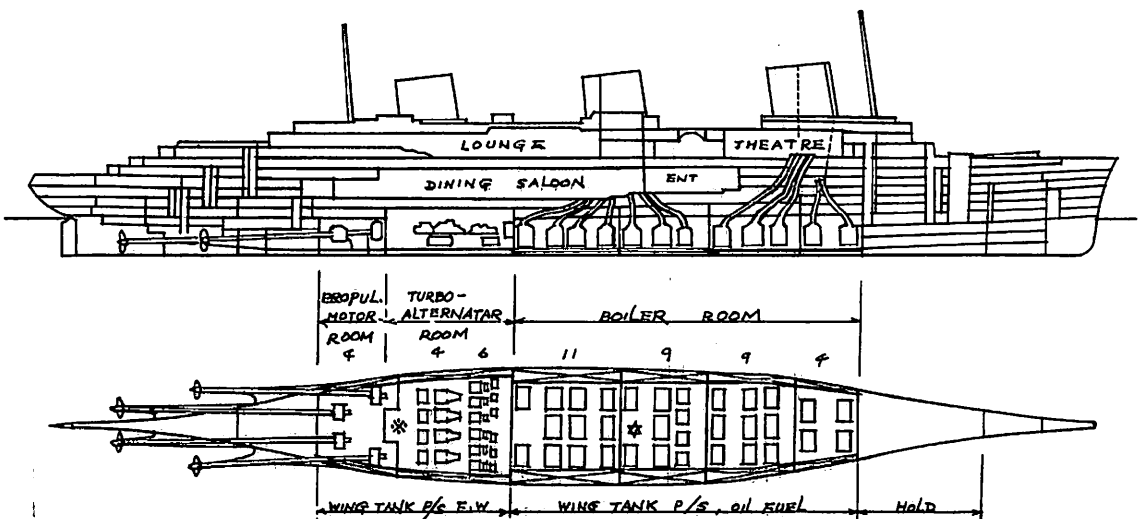 LOUNGE THEATRE
DINING SALOON ENT
PROPUL. MOTOR ROOM 4
TURBO-ALTERNATAR ROOM 4 6
BOILER ROOM
11 9 9 4
WING TANK P/S F.W WING TANK P/S, OIL FUEL HOLD